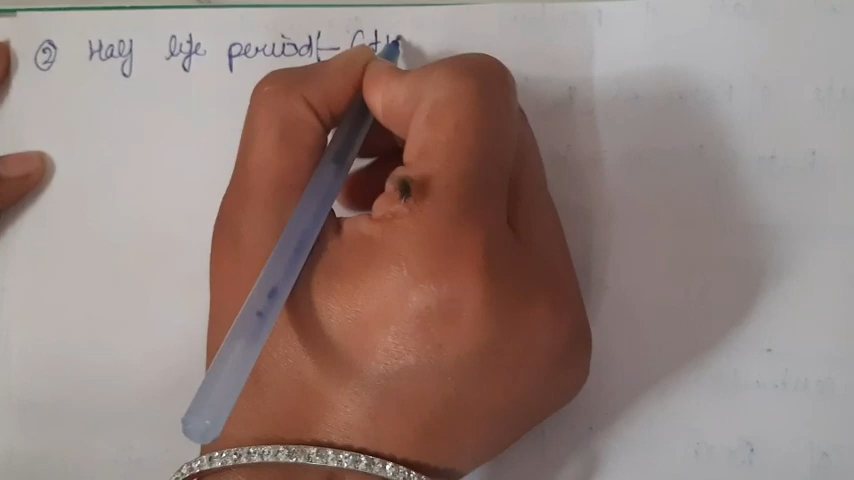 ② Half life period:- (t